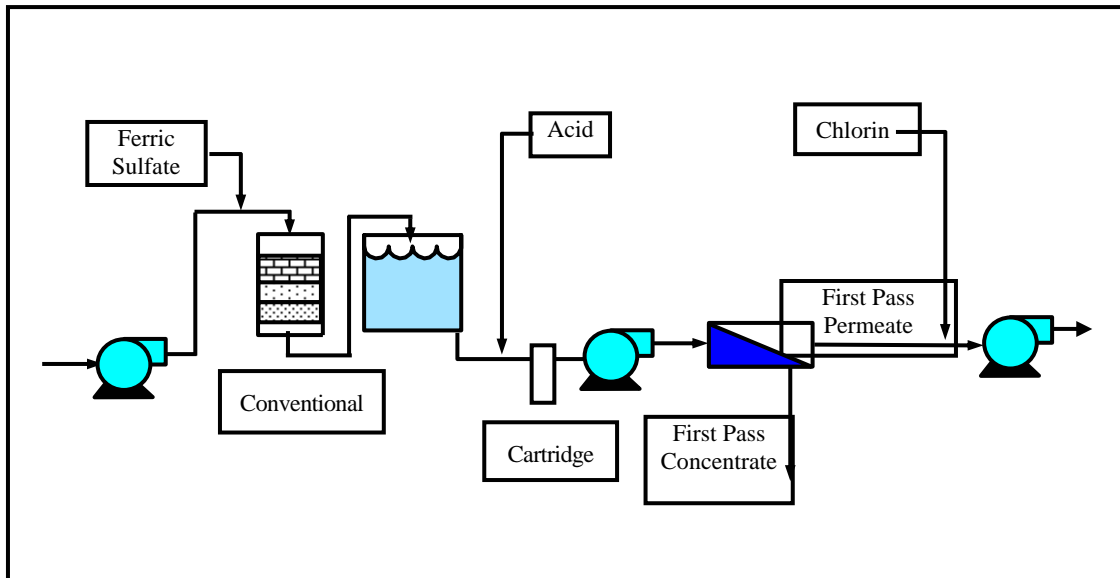 Ferric
Sulfate
Acid
Chlorin
First Pass
Permeate
Conventional
Cartridge
First Pass
Concentrate